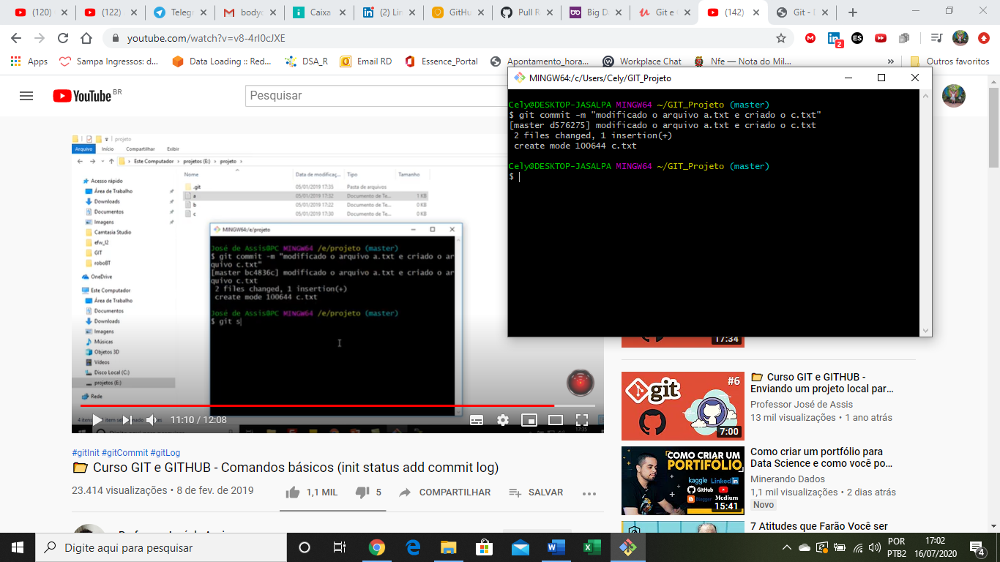 (120)
(122)
Telegr
bodyc
Caixa
(2) Lin
GitHu
Pull R
Big Da
Git e
(142)
Git - D
youtube.com/watch?v=v8-4rI0cJXE
2
Apps
Sampa Ingressos: d...
Data Loading :: Red...
DSA_R
Email RD
Essence_Portal
Apontamento_hora...
Workplace Chat
Nfe — Nota do Mil...
»
Outros favoritos
YouTube BR
Pesquisar
MINGW64:/c/Users/Cely/GIT_Projeto
Cely@DESKTOP-JASALPA MINGW64 ~/GIT_Projeto (master)
$ git commit -m "modificado o arquivo a.txt e criado o c.txt"
[master d576275] modificado o arquivo a.txt e criado o c.txt
2 files changed, 1 insertion(+)
create mode 100644 c.txt
Cely@DESKTOP-JASALPA MINGW64 ~/GIT_Projeto (master)
$
projeto
Arquivo
Início
Compartilhar
Exibir
Este Computador > projetos (E:) > projeto >
Nome
Data de modificaç...
Tipo
Tamanho
.git
05/01/2019 17:35
Pasta de arquivos
a
05/01/2019 17:32
Documento de Te...
1 KB
b
05/01/2019 17:22
Documento de Te...
0 KB
c
05/01/2019 17:30
Documento de Te...
0 KB
Acesso rápido
Área de Trabalho
Downloads
Documentos
Imagens
Camtasia Studio
efw_l2
GIT
roboBT
OneDrive
Este Computador
Área de Trabalho
Documentos
Downloads
Imagens
Músicas
Objetos 3D
Vídeos
Disco Local (C:)
projetos (E:)
Rede
MINGW64:/e/projeto
José de Assis@PC MINGW64 /e/projeto (master)
$ git commit -m "modificado o arquivo a.txt e criado o ar
quivo c.txt"
[master bc4836c] modificado o arquivo a.txt e criado o ar
quivo c.txt
2 files changed, 1 insertion(+)
create mode 100644 c.txt
José de Assis@PC MINGW64 /e/projeto (master)
$ git s
11:10 / 12:08
17:35
#gitInit #gitCommit #gitLog
Curso GIT e GITHUB - Comandos básicos (init status add commit log)
23.414 visualizações • 8 de fev. de 2019
1,1 MIL
5
COMPARTILHAR
SALVAR
17:34
git
#6
7:00
Curso GIT e GITHUB -
Enviando um projeto local par...
Professor José de Assis
13 mil visualizações • 1 ano atrás
COMO CRIAR UM
PORTIFÓLIO
kaggle
LinkedIn
GitHub
YouTube
Blogger
Medium
15:41
Como criar um portfólio para
Data Science e como você po...
Minerando Dados
1,1 mil visualizações • 2 dias atrás
Novo
7 Atitudes que Farão Você ser
Digite aqui para pesquisar
POR
PTB2
17:02
16/07/2020
4